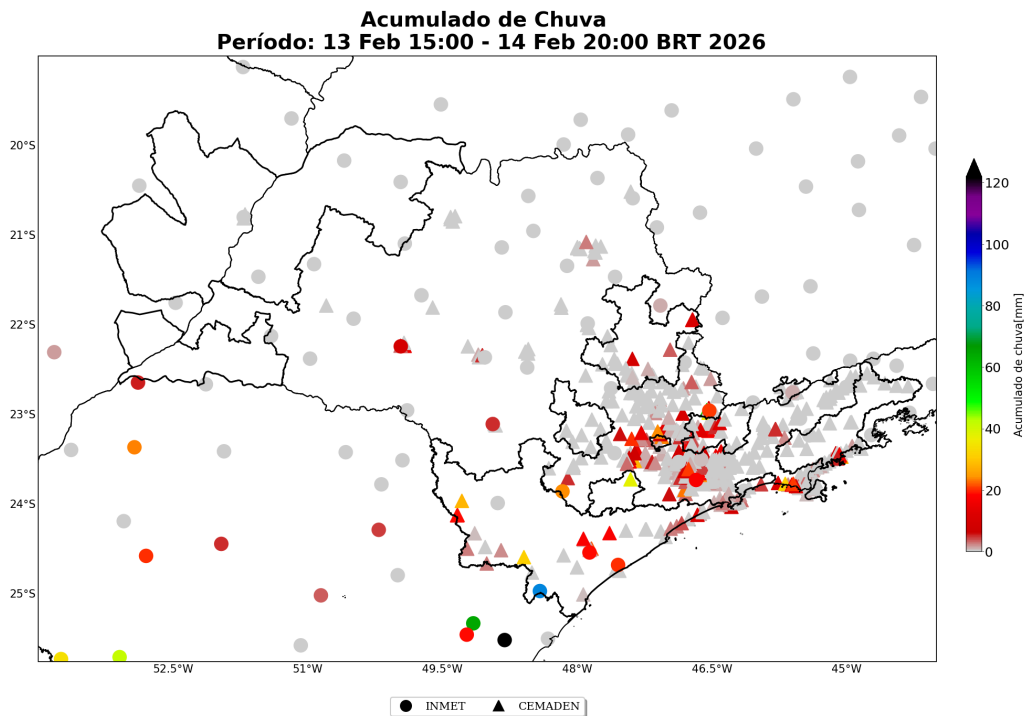 Acumulado de Chuva
Período: 13 Feb 15:00 - 14 Feb 20:00 BRT 2026
20°S
21°S
22°S
23°S
24°S
25°S
52.5°W
51°W
49.5°W
48°W
46.5°W
45°W
120
100
80
60
40
20
0
Acumulado de chuva[mm]
INMET
CEMADEN